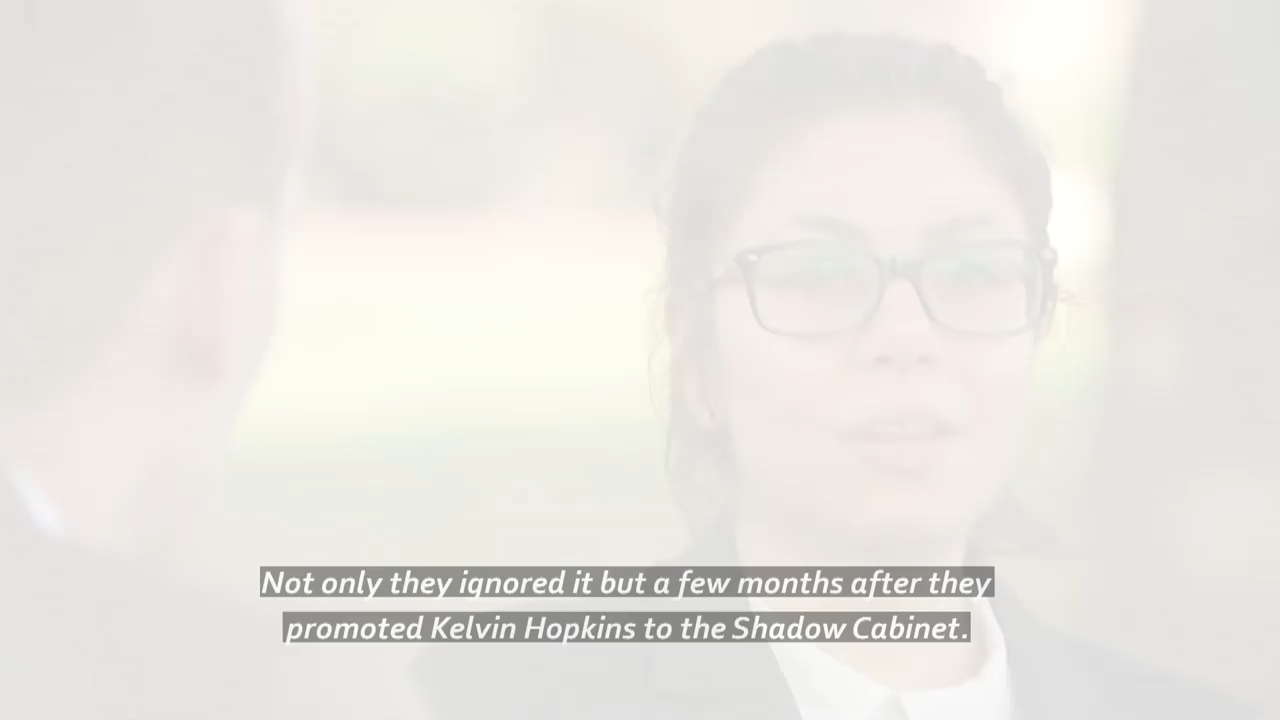 Not only they ignored it but a few months after they
promoted Kelvin Hopkins to the Shadow Cabinet.